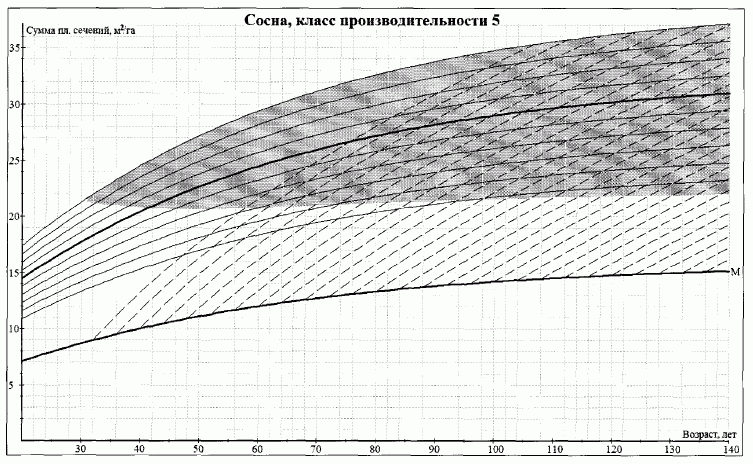 Сосна, класс производительности 5
Сумма пл. сечений, м²/га
35
30
25
20
15
10
5
М
Возраст, лет
30 40 50 60 70 80 90 100 110 120 130 140